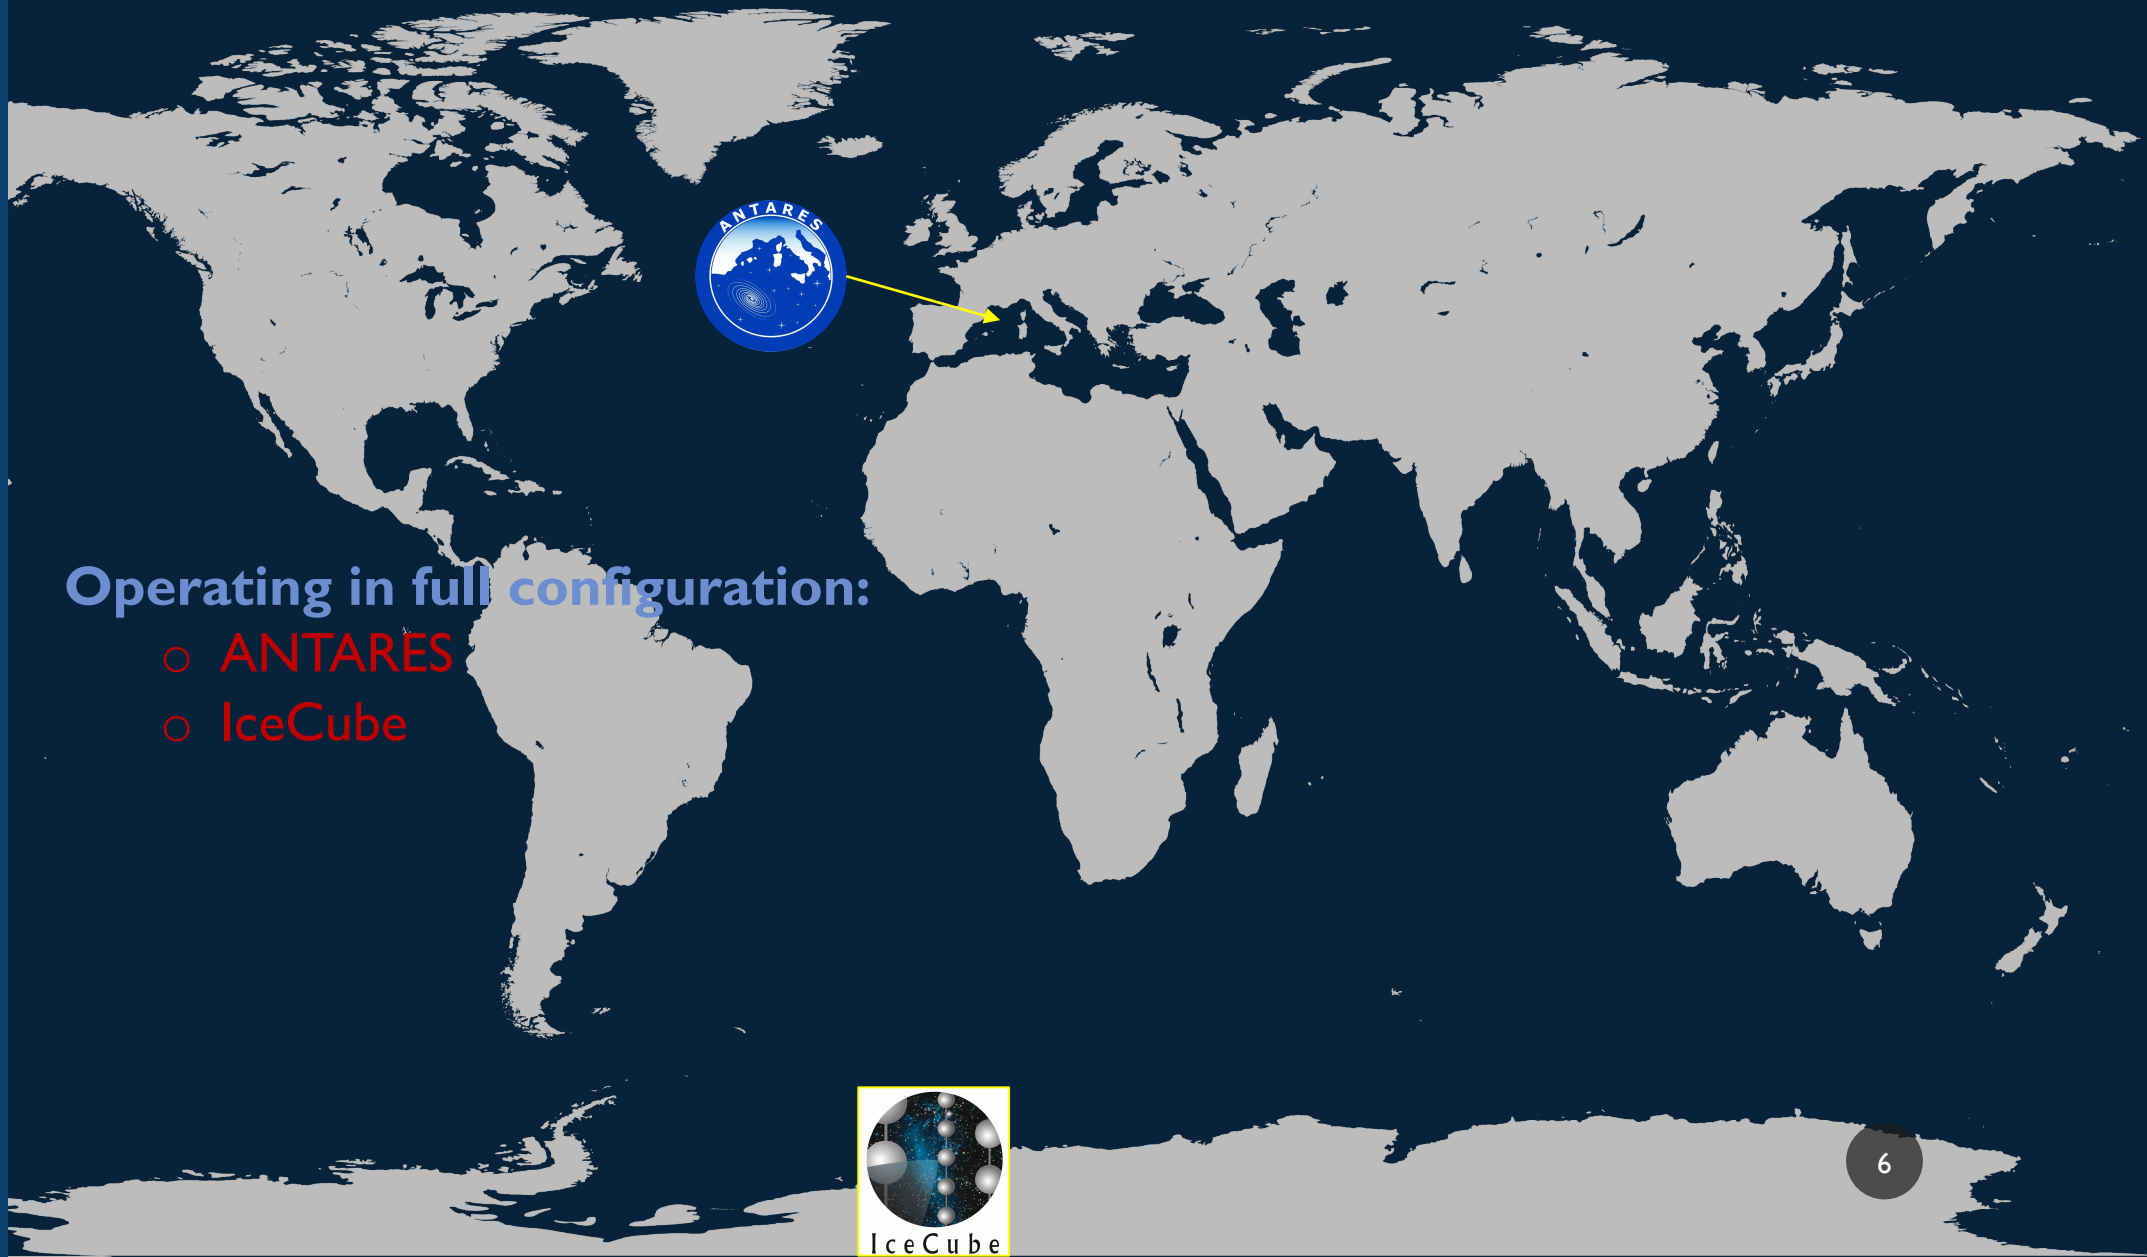 ANTARES
Operating in full configuration:
o ANTARES
o IceCube
IceCube
6